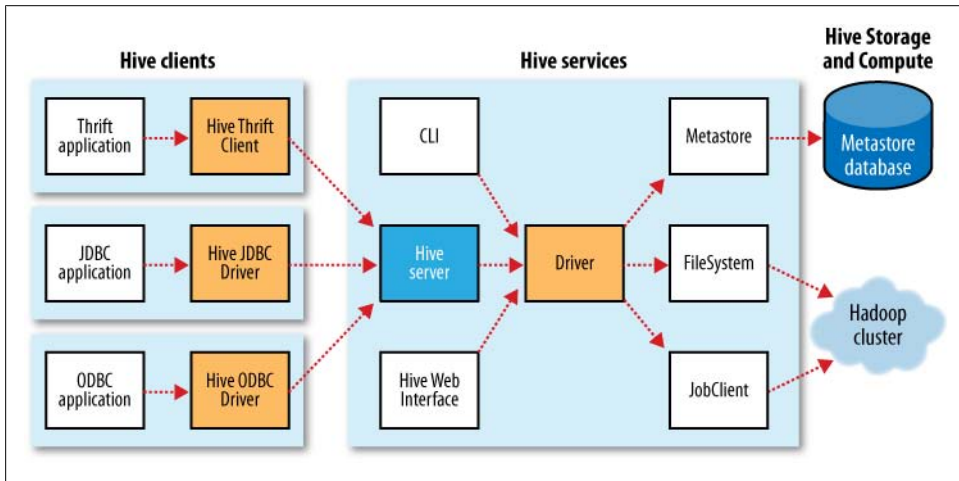 Hive clients
Thrift
application
Hive Thrift
Client
JDBC
application
Hive JDBC
Driver
ODBC
application
Hive ODBC
Driver
Hive services
CLI
Hive
server
Hive Web
Interface
Driver
Metastore
FileSystem
JobClient
Hive Storage
and Compute
Metastore
database
Hadoop
cluster